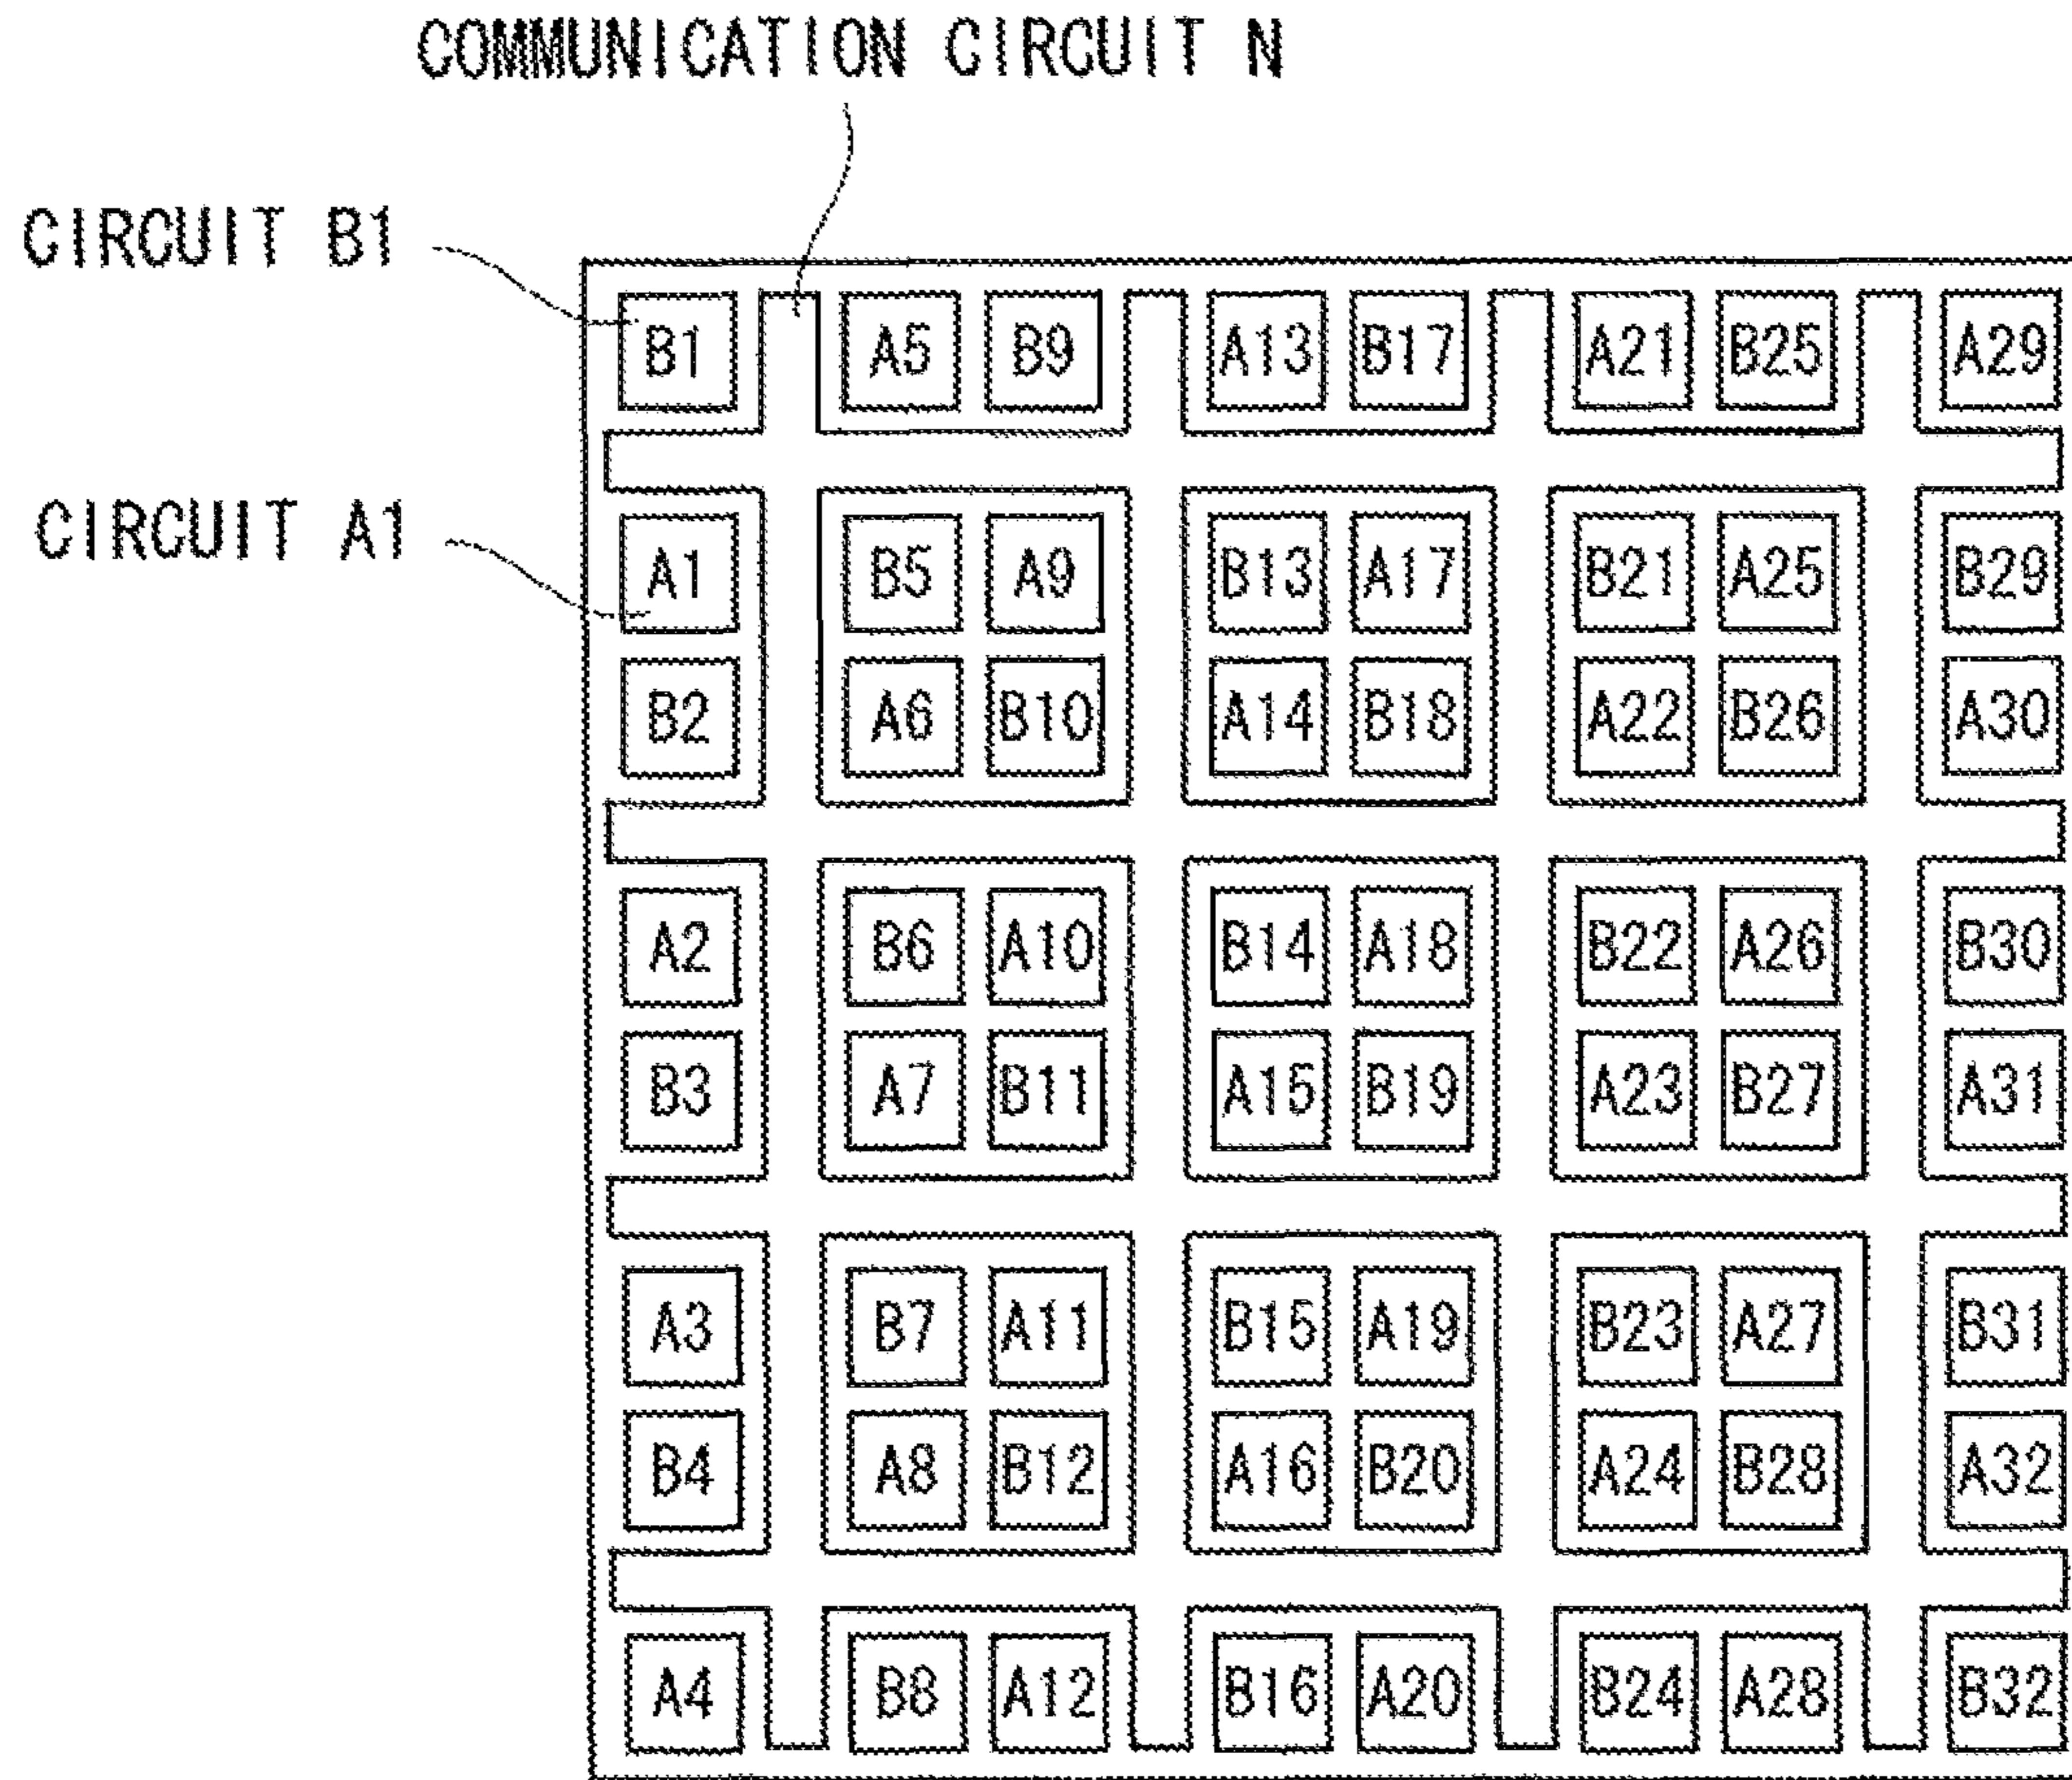 COMMUNICATION CIRCUIT N
CIRCUIT B1
B1 A5 B9 A13 B17 A21 B25 A29
CIRCUIT A1
A1 B5 A9 B13 A17 B21 A25 B29
B2 A6 B10 A14 B18 A22 B26 A30
A2 B6 A10 B14 A18 B22 A26 B30
B3 A7 B11 A15 B19 A23 B27 A31
A3 B7 A11 B15 A19 B23 A27 B31
B4 A8 B12 A16 B20 A24 B28 A32
A4 B8 A12 B16 A20 B24 A28 B32